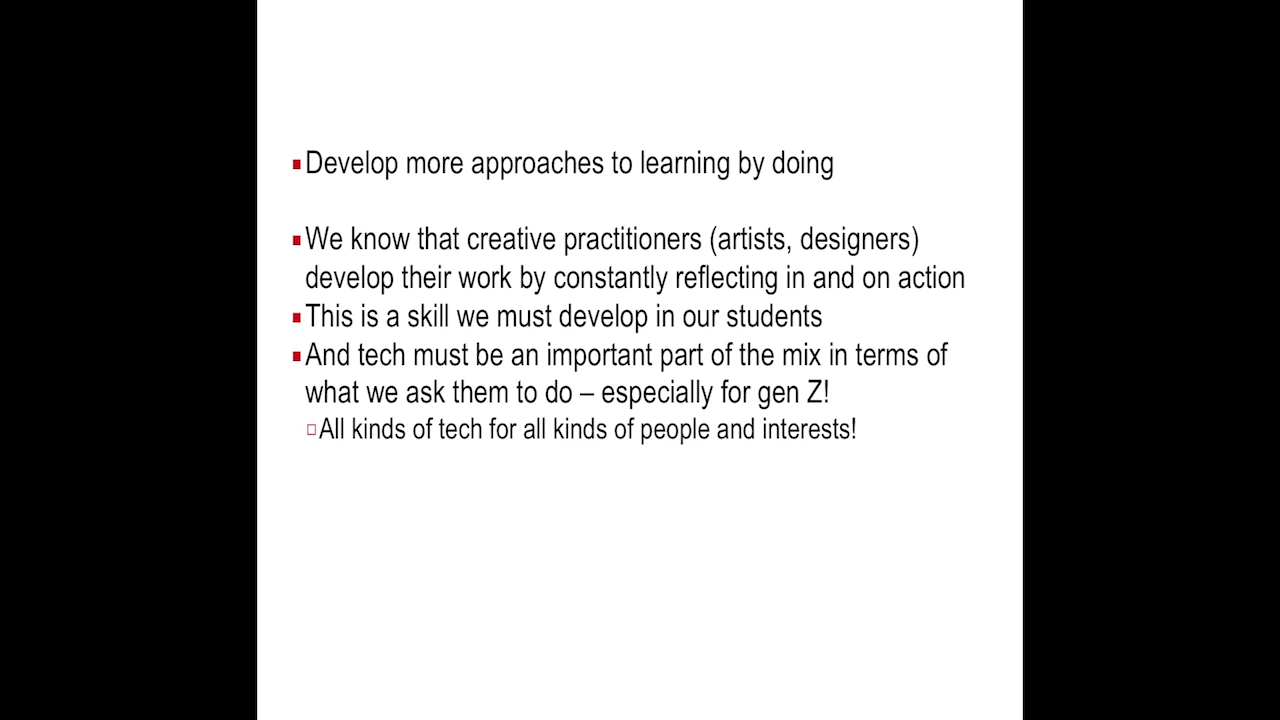 Develop more approaches to learning by doing
We know that creative practitioners (artists, designers)
develop their work by constantly reflecting in and on action
This is a skill we must develop in our students
And tech must be an important part of the mix in terms of
what we ask them to do – especially for gen Z!
All kinds of tech for all kinds of people and interests!